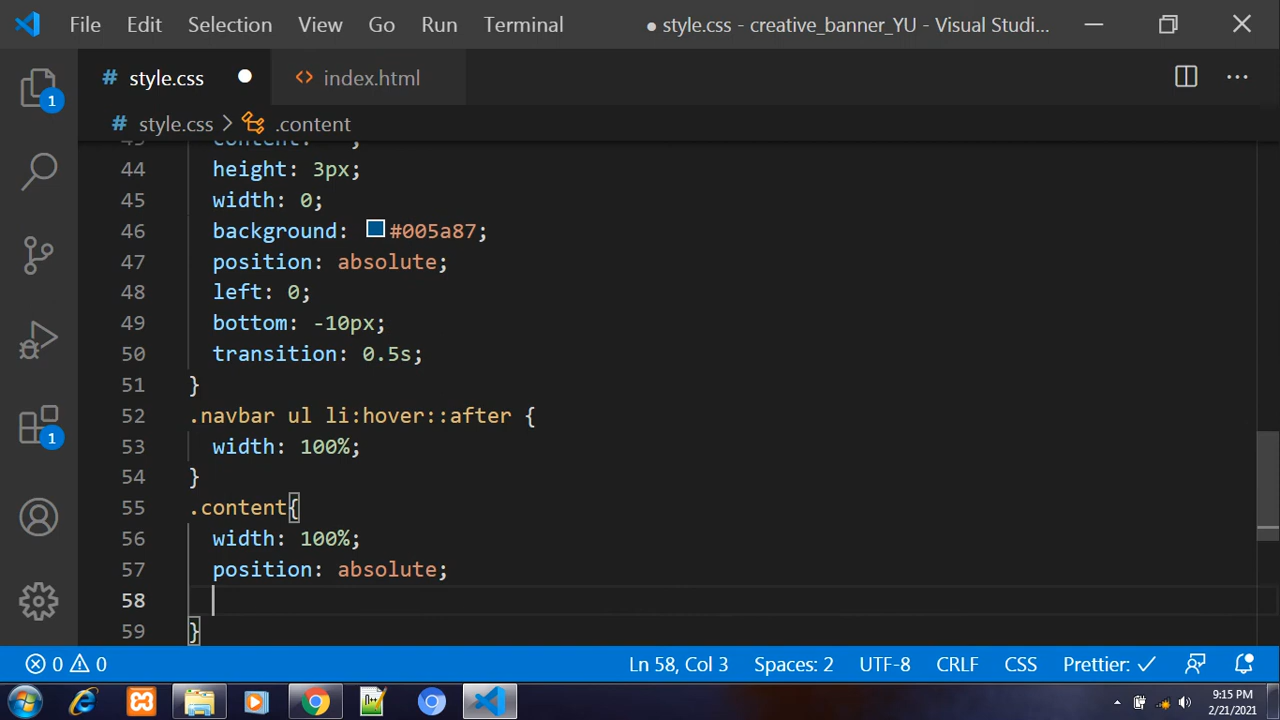 File Edit Selection View Go Run Terminal ● style.css - creative_banner_YU - Visual Studi...
# style.css ● <> index.html ...
1
# style.css > .content
44 height: 3px;
45 width: 0;
46 background: #005a87;
47 position: absolute;
48 left: 0;
49 bottom: -10px;
50 transition: 0.5s;
51 }
52 .navbar ul li:hover::after {
53 width: 100%;
1
54 }
55 .content{
56 width: 100%;
57 position: absolute;
58
59 }
0 0 Ln 58, Col 3 Spaces: 2 UTF-8 CRLF CSS Prettier: ✓
9:15 PM
2/21/2021